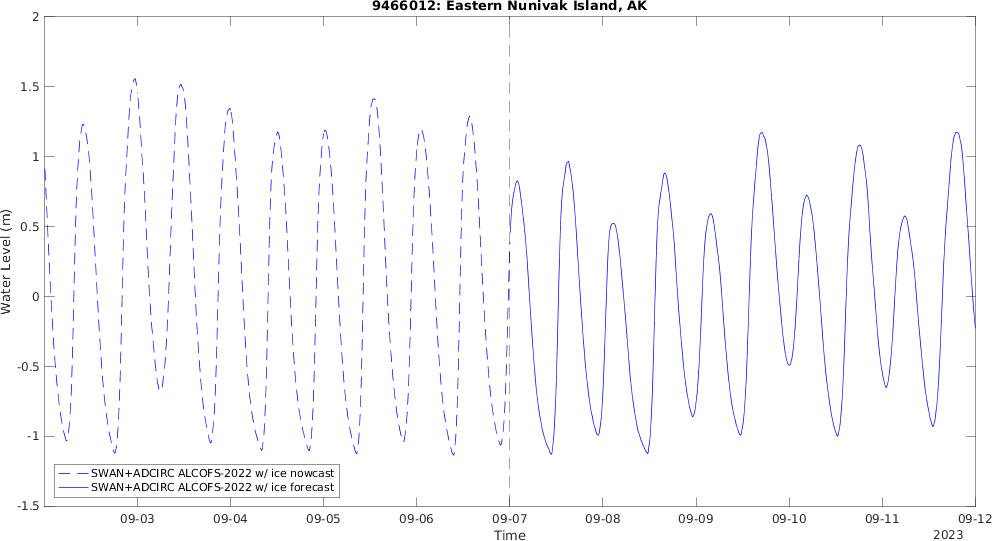 9466012: Eastern Nunivak Island, AK
2
1.5
1
0.5
0
-0.5
-1
-1.5
Water Level (m)
SWAN+ADCIRC ALCOFS-2022 w/ ice nowcast
SWAN+ADCIRC ALCOFS-2022 w/ ice forecast
09-03 09-04 09-05 09-06 09-07 09-08 09-09 09-10 09-11 09-12
Time
2023